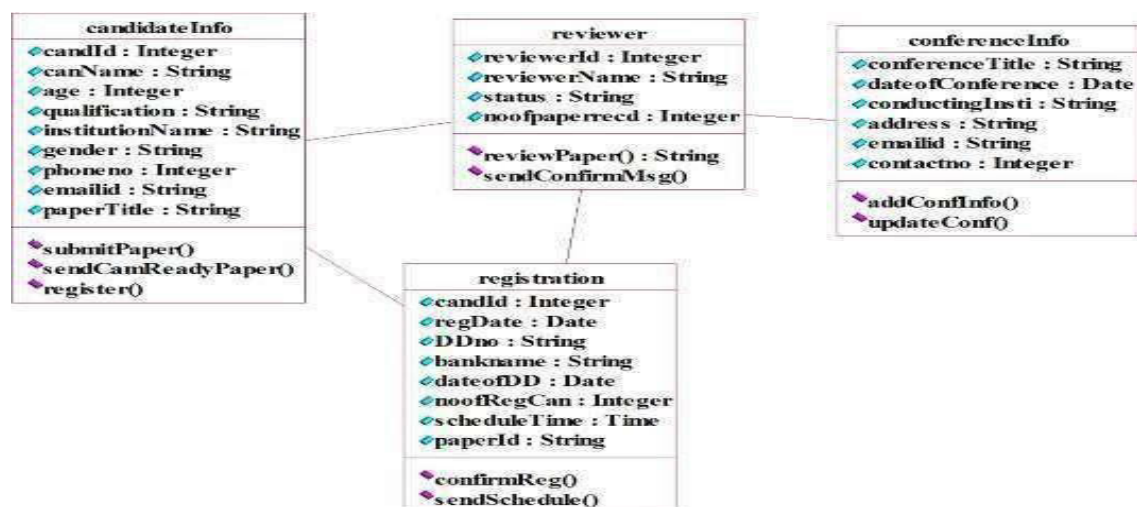 candidateInfo
candId : Integer
canName : String
age : Integer
qualification : String
institutionName : String
gender : String
phoneno : Integer
emailid : String
paperTitle : String
submitPaper()
sendCamReadyPaper()
register()
reviewer
reviewerId : Integer
reviewerName : String
status : String
noofpaperrecd : Integer
reviewPaper() : String
sendConfirmMsg()
conferenceInfo
conferenceTitle : String
dateofConference : Date
conductingInsti : String
address : String
emailid : String
contactno : Integer
addConfInfo()
updateConf()
registration
candId : Integer
regDate : Date
DDno : String
bankname : String
dateofDD : Date
noofRegCan : Integer
scheduleTime : Time
paperId : String
confirmReg()
sendSchedule()